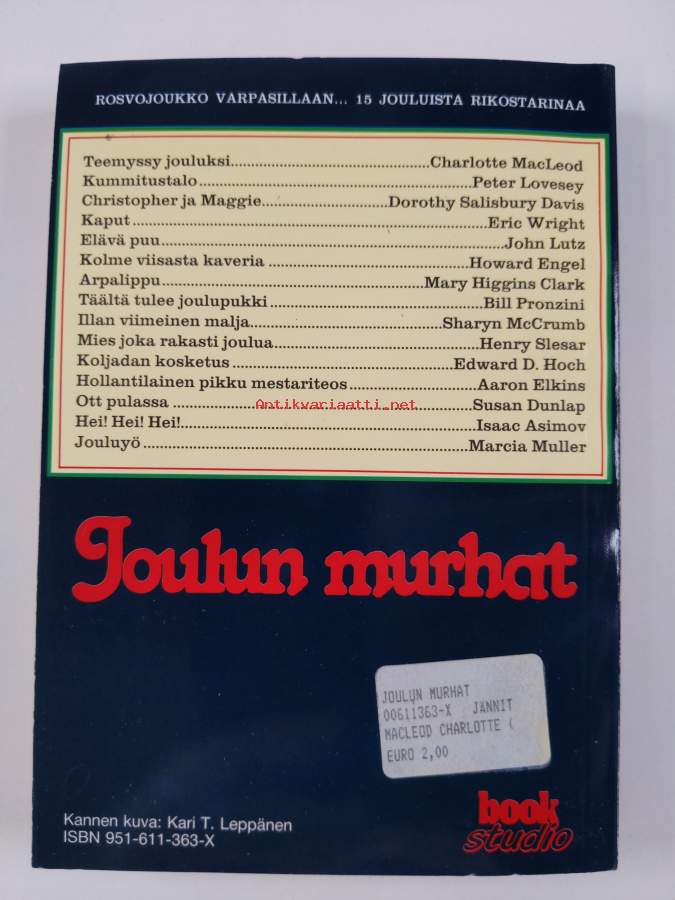 ROSVOJOUKKO VARPASILLAAN... 15 JOULUISTA RIKOSTARINAA
Teemyssy jouluksi....................Charlotte MacLeod
Kummitustalo....................Peter Lovesey
Christopher ja Maggie....................Dorothy Salisbury Davis
Kaput....................Eric Wright
Elävä puu....................John Lutz
Kolme viisasta kaveria ....................Howard Engel
Arpalippu....................Mary Higgins Clark
Täältä tulee joulupukki ....................Bill Pronzini
Illan viimeinen malja....................Sharyn McCrumb
Mies joka rakasti joulua....................Henry Slesar
Koljadan kosketus ....................Edward D. Hoch
Hollantilainen pikku mestariteos ....................Aaron Elkins
Ott pulassa ....................Susan Dunlap
Antikvariaatti.net
Hei! Hei! Hei!....................Isaac Asimov
Jouluyö ....................Marcia Muller
Joulun murhat
JOULUN MURHAT
00611363-X JÄNNIT
MACLEOD CHARLOTTE (
EURO 2,00
Kannen kuva: Kari T. Leppänen
ISBN 951-611-363-X
book
studio